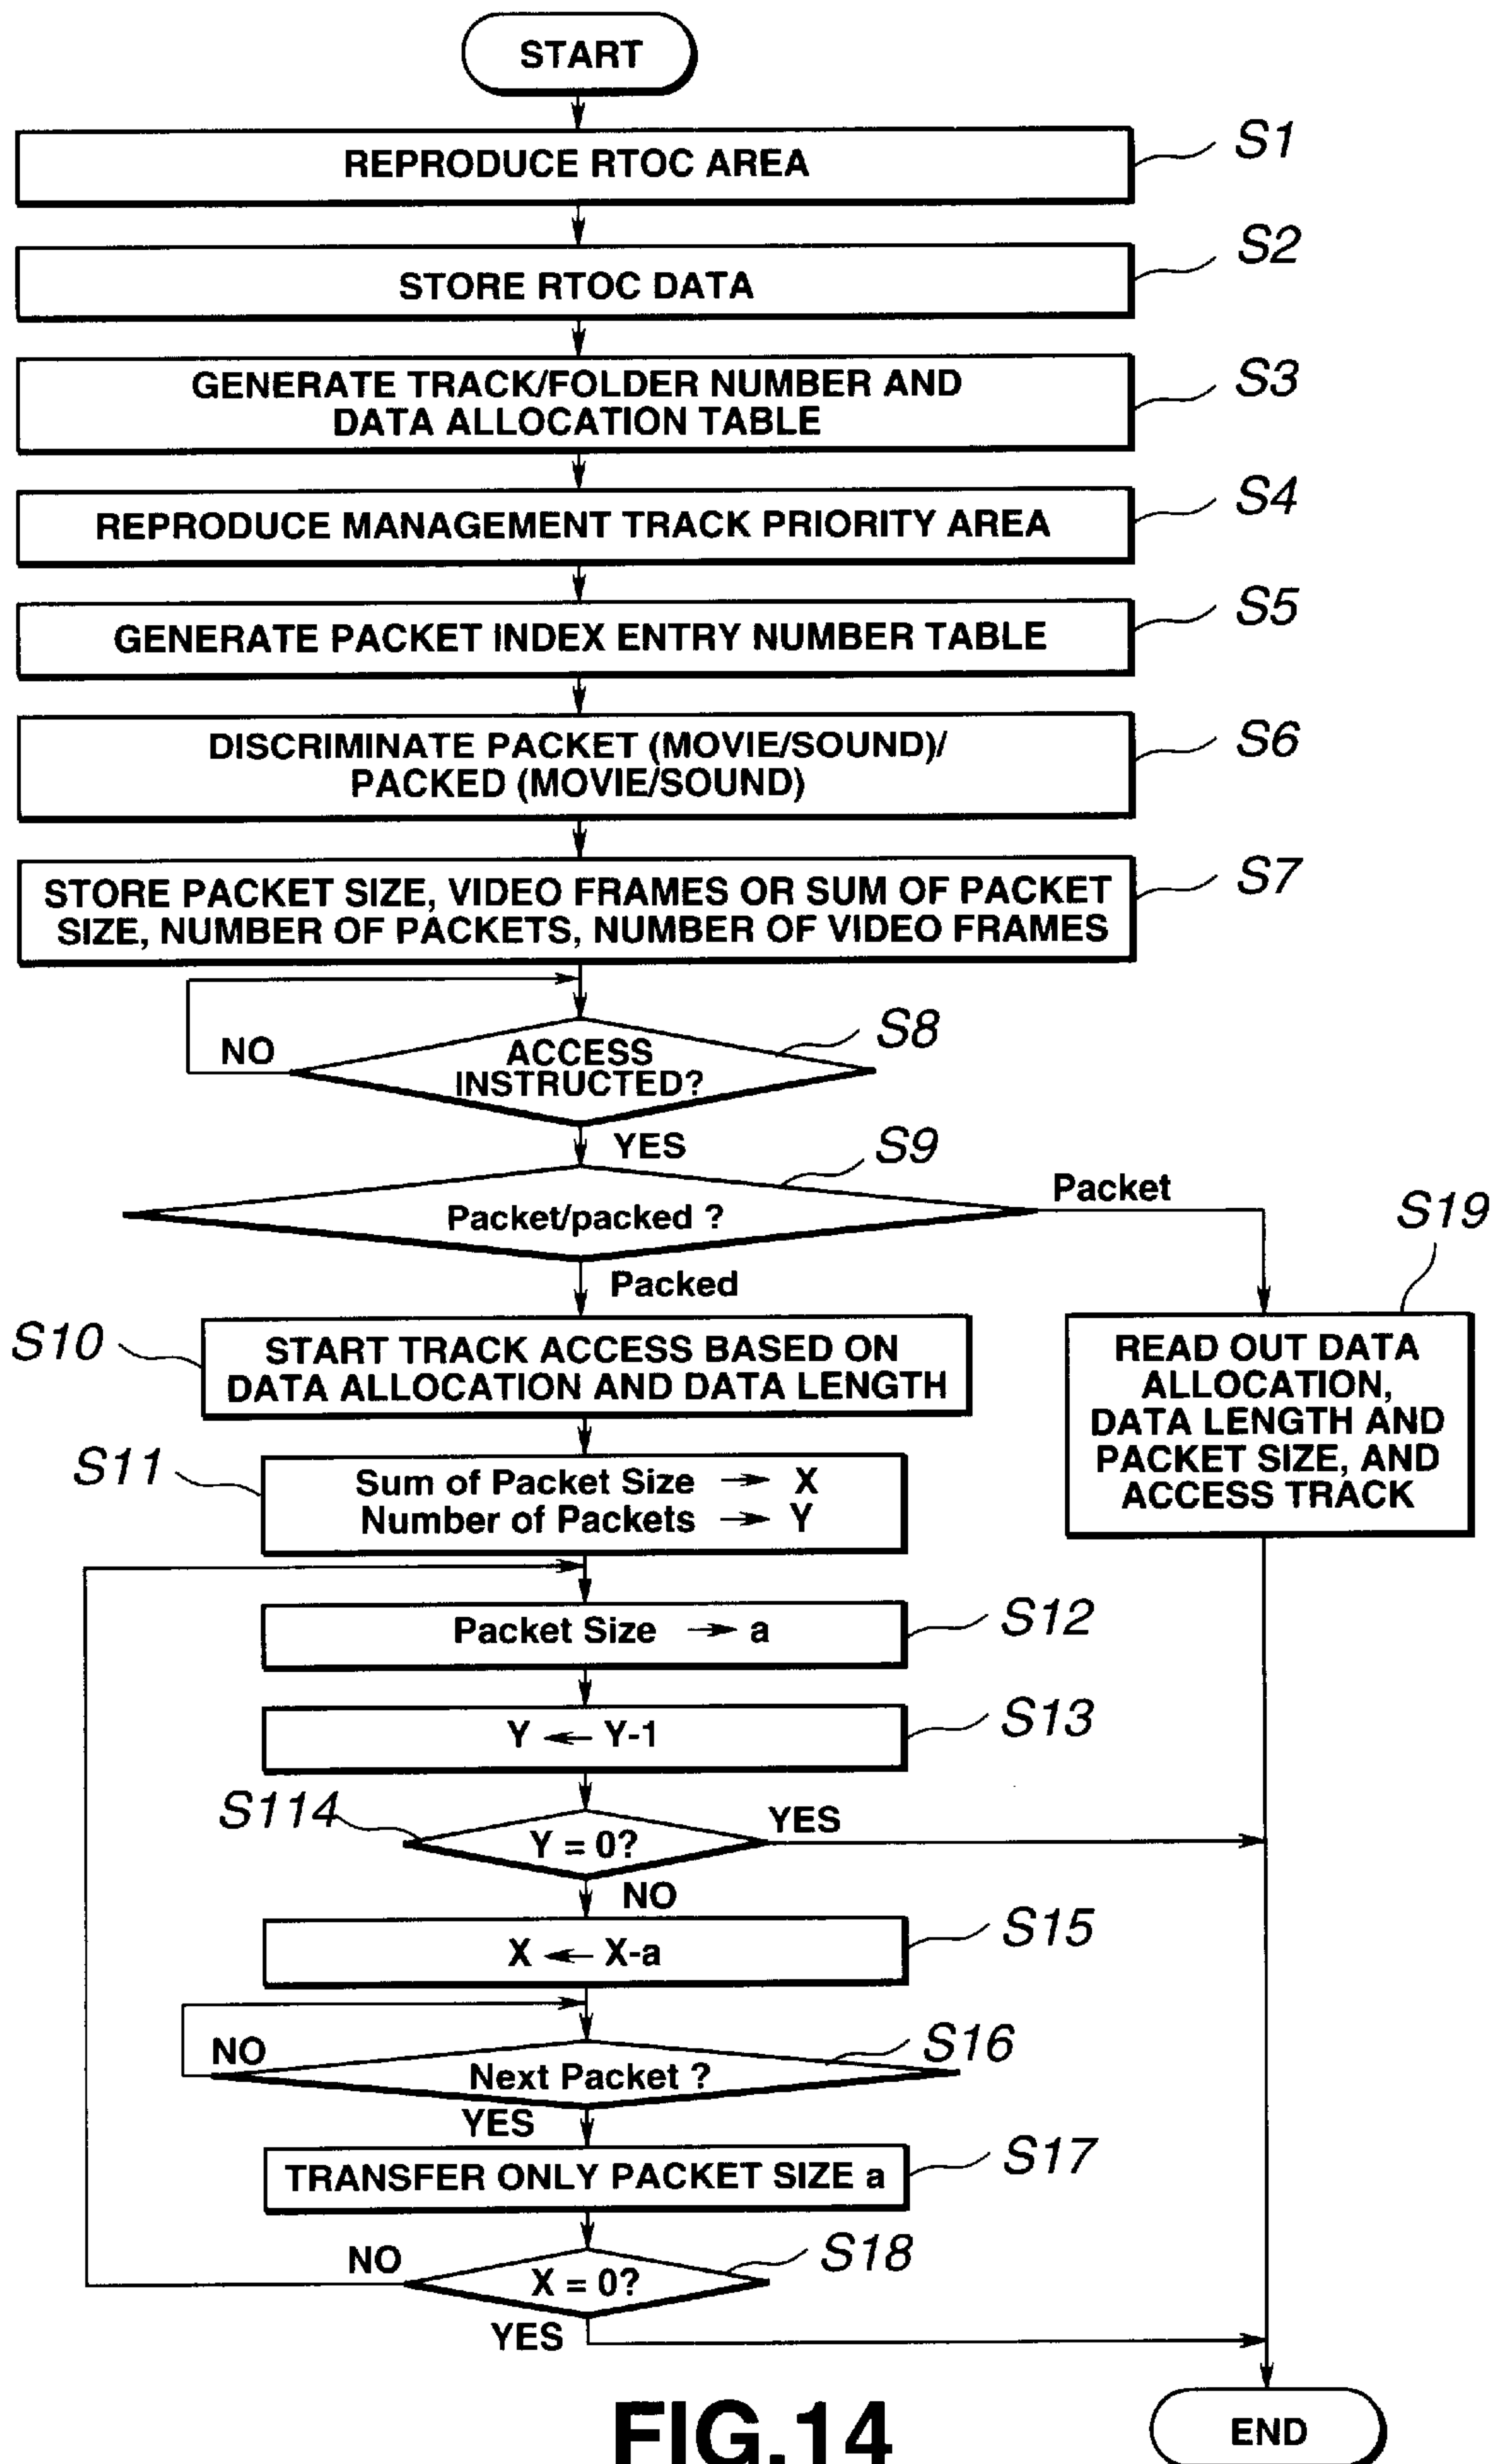 START
REPRODUCE RTOC AREA
S1
STORE RTOC DATA
S2
GENERATE TRACK/FOLDER NUMBER AND
DATA ALLOCATION TABLE
S3
REPRODUCE MANAGEMENT TRACK PRIORITY AREA
S4
GENERATE PACKET INDEX ENTRY NUMBER TABLE
S5
DISCRIMINATE PACKET (MOVIE/SOUND)/
PACKED (MOVIE/SOUND)
S6
STORE PACKET SIZE, VIDEO FRAMES OR SUM OF PACKET
SIZE, NUMBER OF PACKETS, NUMBER OF VIDEO FRAMES
S7
NO
ACCESS
INSTRUCTED?
S8
YES
S9
Packet/packed ?
Packet
Packed
S10
START TRACK ACCESS BASED ON
DATA ALLOCATION AND DATA LENGTH
S19
READ OUT DATA
ALLOCATION,
DATA LENGTH AND
PACKET SIZE, AND
ACCESS TRACK
S11
Sum of Packet Size → X
Number of Packets → Y
Packet Size → a
S12
Y ← Y-1
S13
S114
Y = 0?
YES
NO
X ← X-a
S15
NO
Next Packet ?
S16
YES
TRANSFER ONLY PACKET SIZE a
S17
NO
X = 0?
S18
YES
END
FIG.14